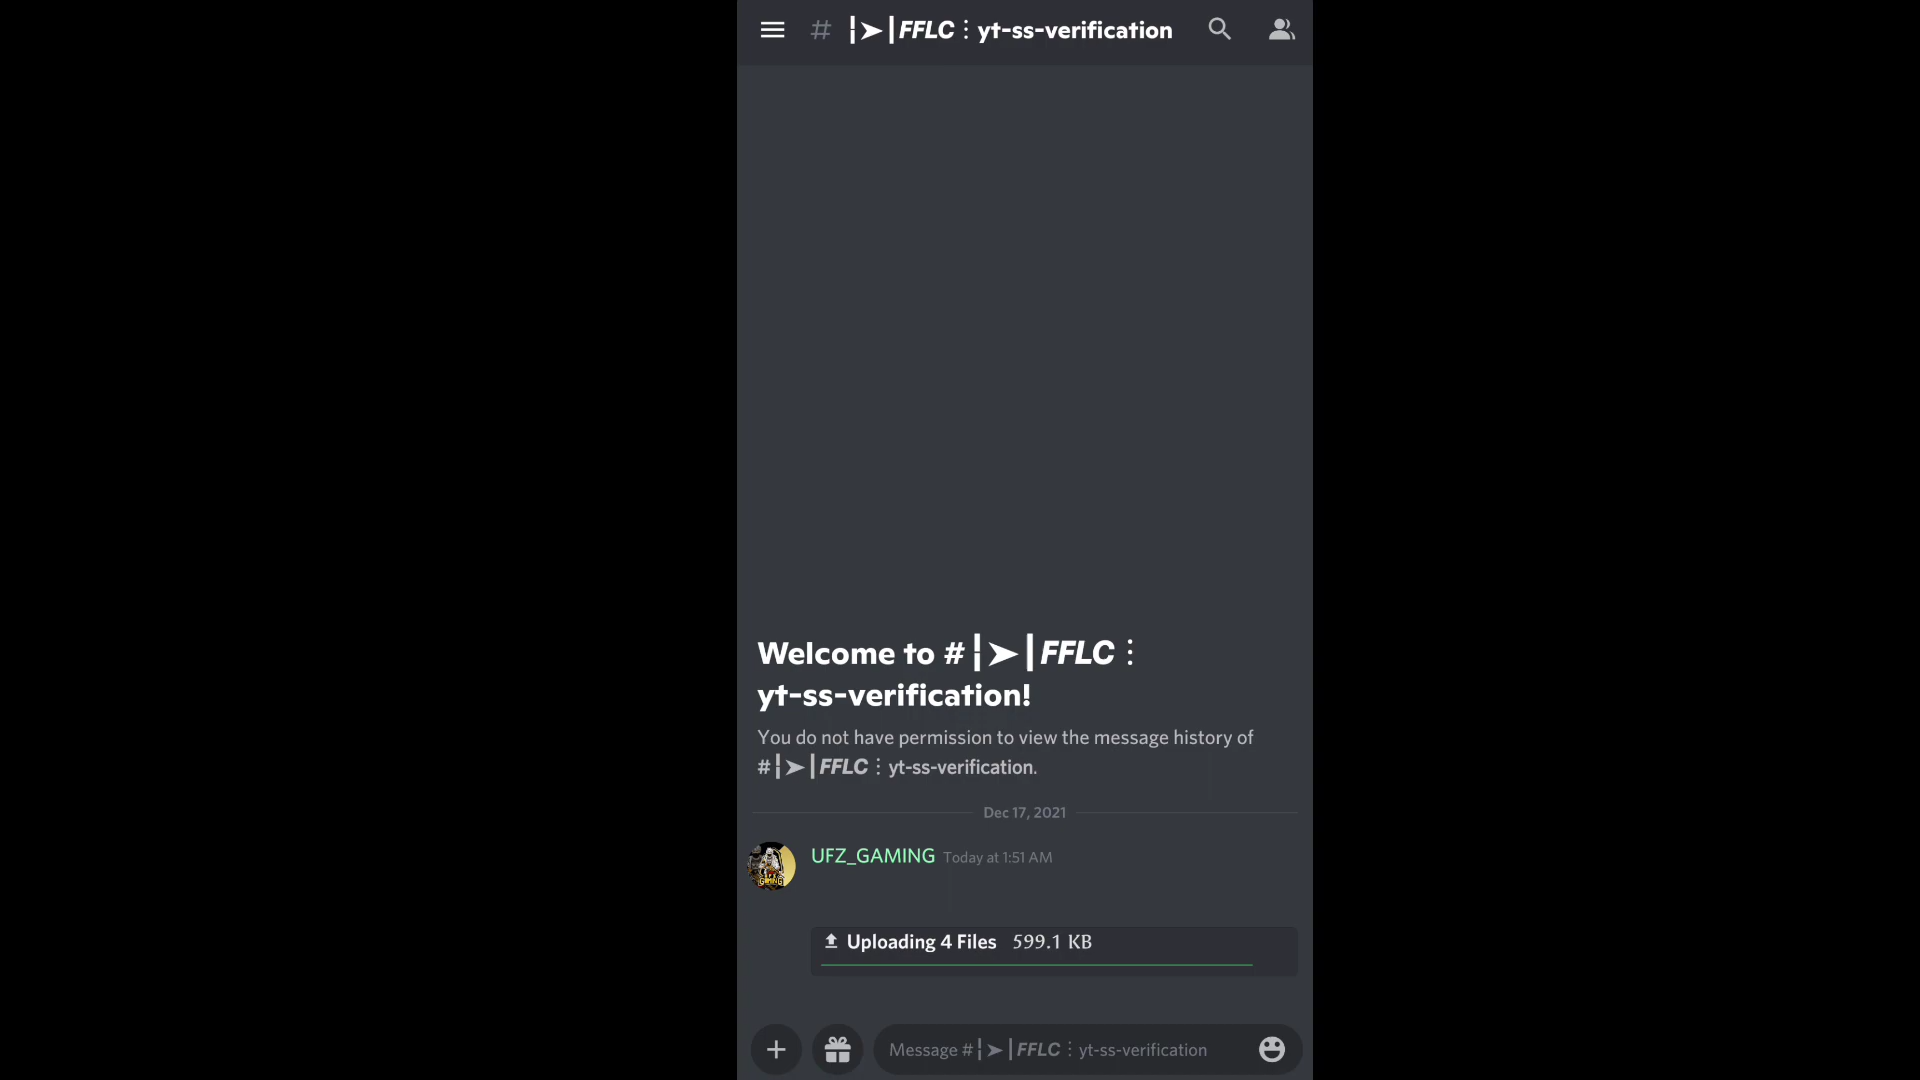 # ¦➤|FFLC⋮yt-ss-verification
Welcome to #¦➤|FFLC⋮
yt-ss-verification!
You do not have permission to view the message history of
#¦➤|FFLC⋮yt-ss-verification.
Dec 17, 2021
UFZ_GAMING Today at 1:51 AM
GAMING
Uploading 4 Files 599.1 KB
Message #¦➤|FFLC⋮yt-ss-verification